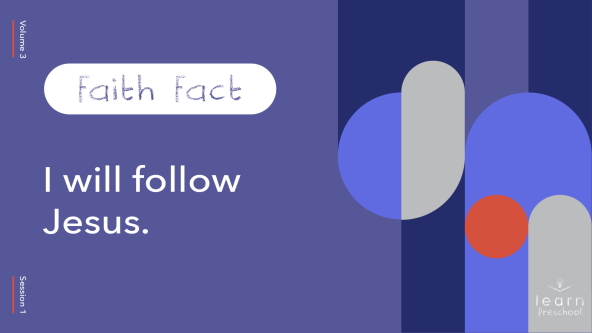 Volume 3
Faith Fact
I will follow
Jesus.
Session 1
learn
Preschool